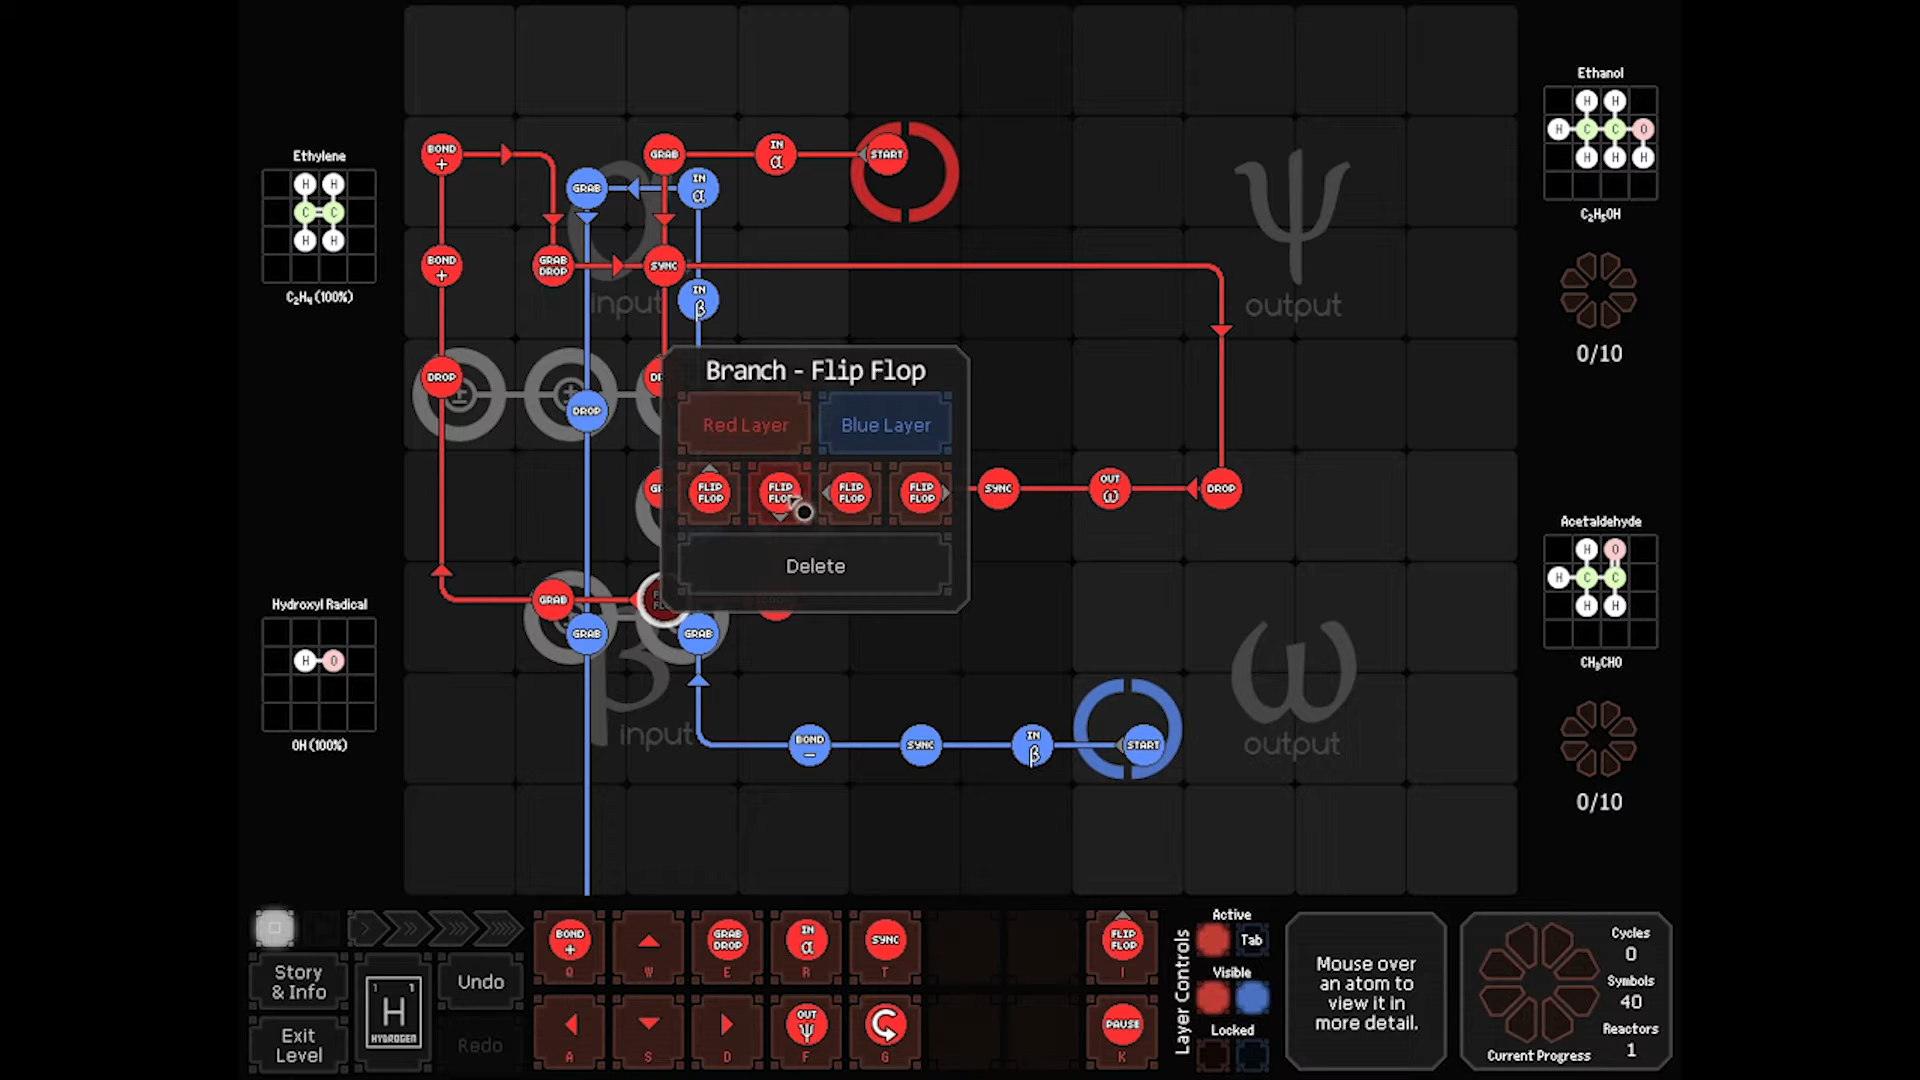 Ethylene
H H
C C
H H
C₂H₄ (100%)
Hydroxyl Radical
H O
OH (100%)
Ethanol
H H
H C C O
H H H
C₂H₅OH
0/10
Acetaldehyde
H O
H C C
H H
CH₃CHO
0/10
BOND
+
GRAB
IN
α
START
GRAB
IN
α
BOND
+
GRAB
DROP
SYNC
IN
β
input
ψ
output
DROP
DROP
Branch - Flip Flop
Red Layer
Blue Layer
FLIP
FLOP
FLIP
FLOP
FLIP
FLOP
FLIP
FLOP
Delete
SYNC
OUT
ω
DROP
GRAB
GRAB
GRAB
β
input
ω
output
BOND
−
SYNC
IN
β
START
Story
& Info
Exit
Level
1 1
H
HYDROGEN
Undo
Redo
BOND
+
Q
W
GRAB
DROP
E
IN
α
R
SYNC
T
A
S
D
OUT
ψ
F
G
FLIP
FLOP
I
PAUSE
K
Layer Controls
Active
Tab
Visible
Locked
Mouse over
an atom to
view it in
more detail.
Current Progress
Cycles
0
Symbols
40
Reactors
1